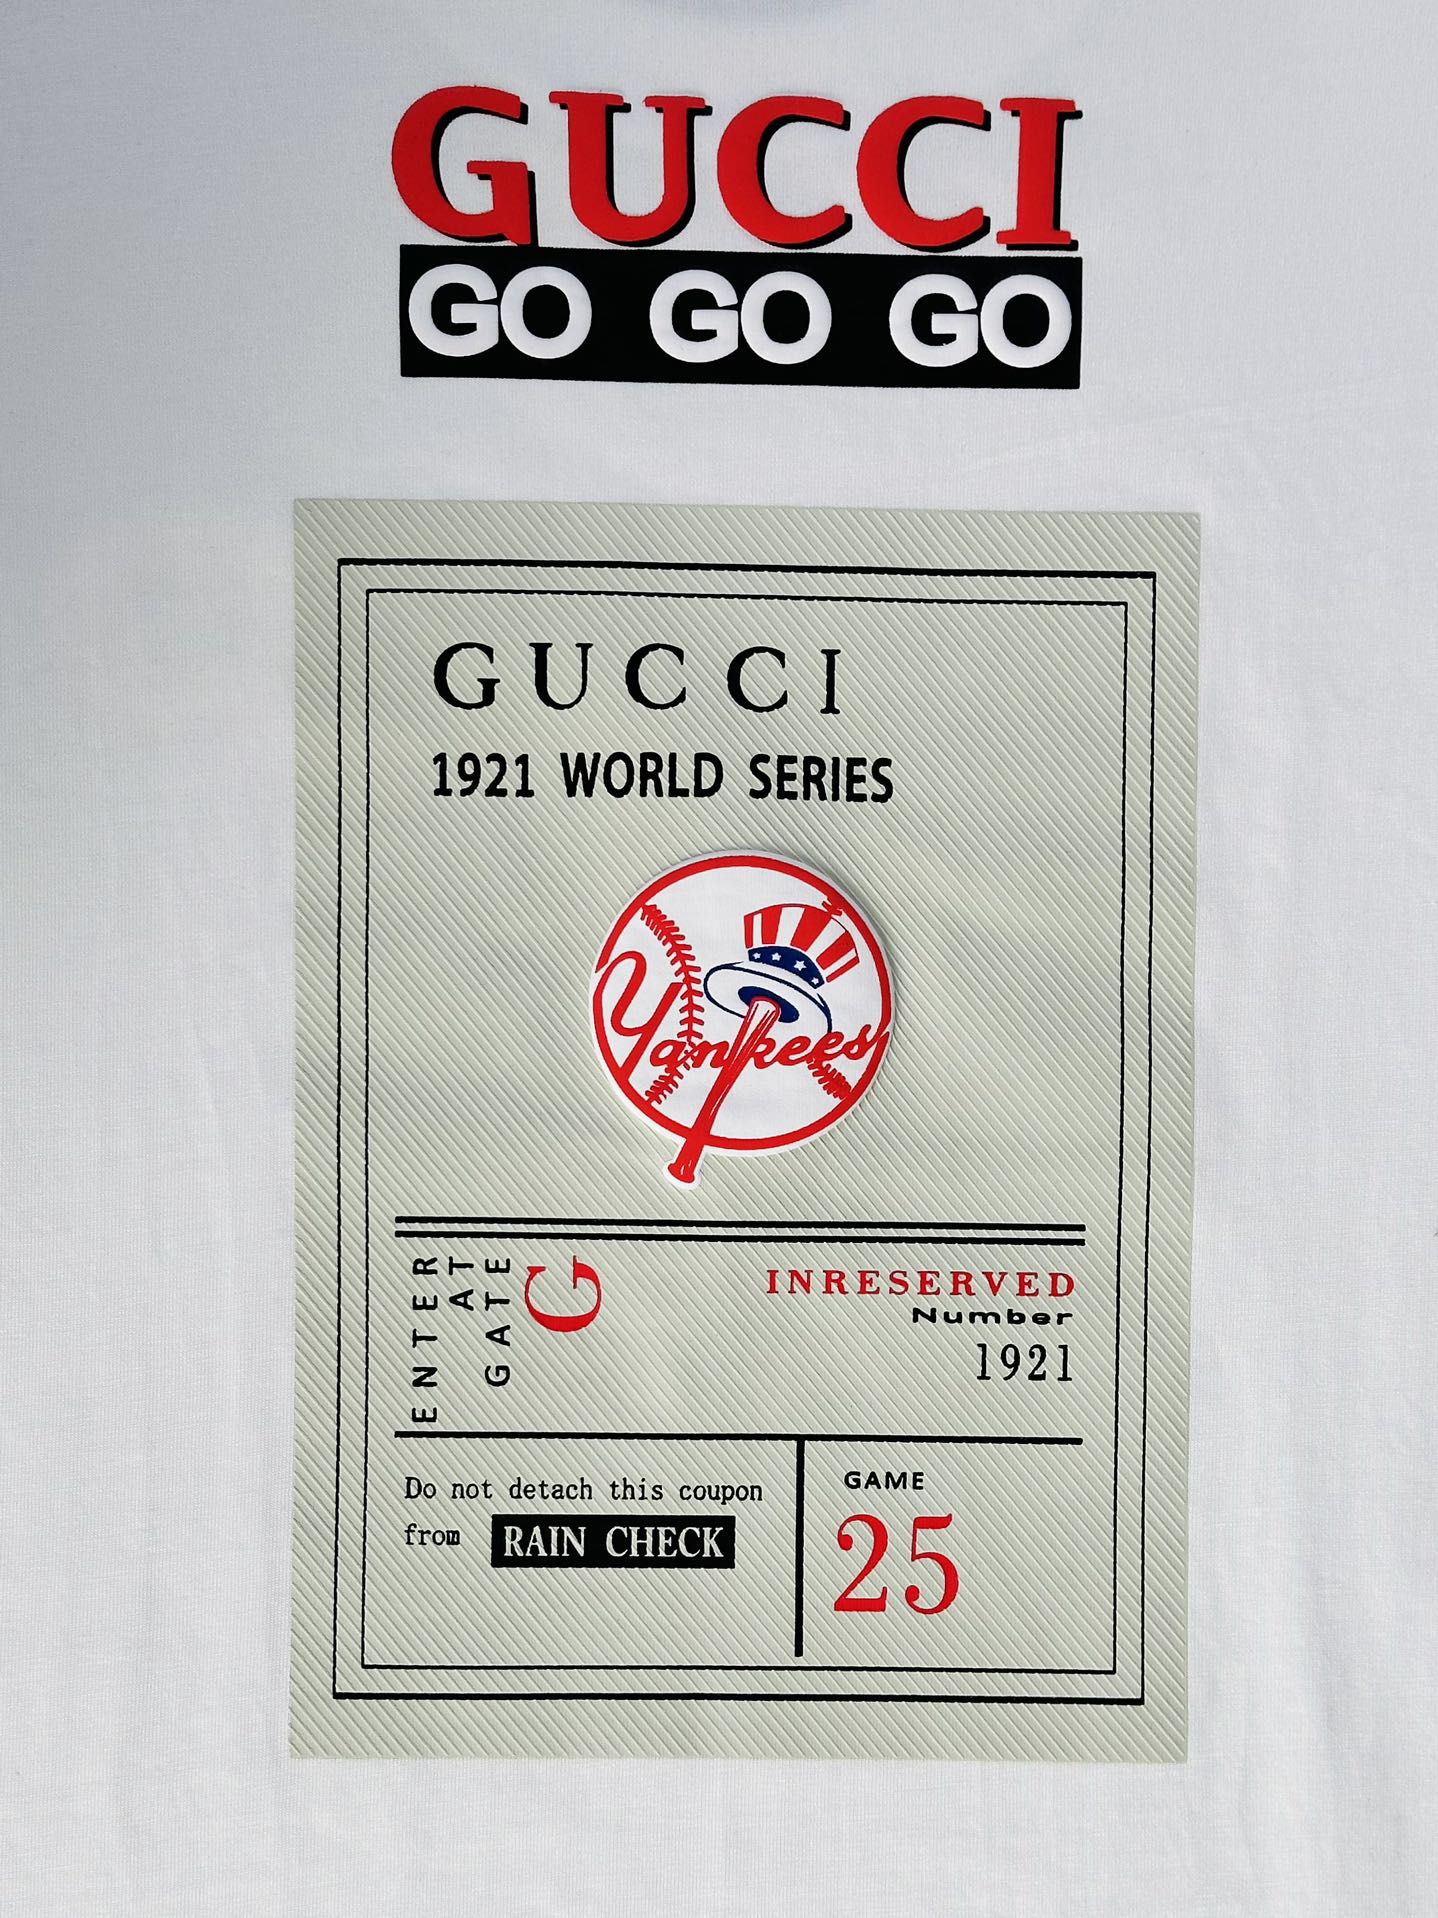 GUCCI
GO GO GO
GUCCI
1921 WORLD SERIES
Yankees
ENTER
AT
GATE
G
INRESERVED
Number
1921
Do not detach this coupon
from RAIN CHECK
GAME
25